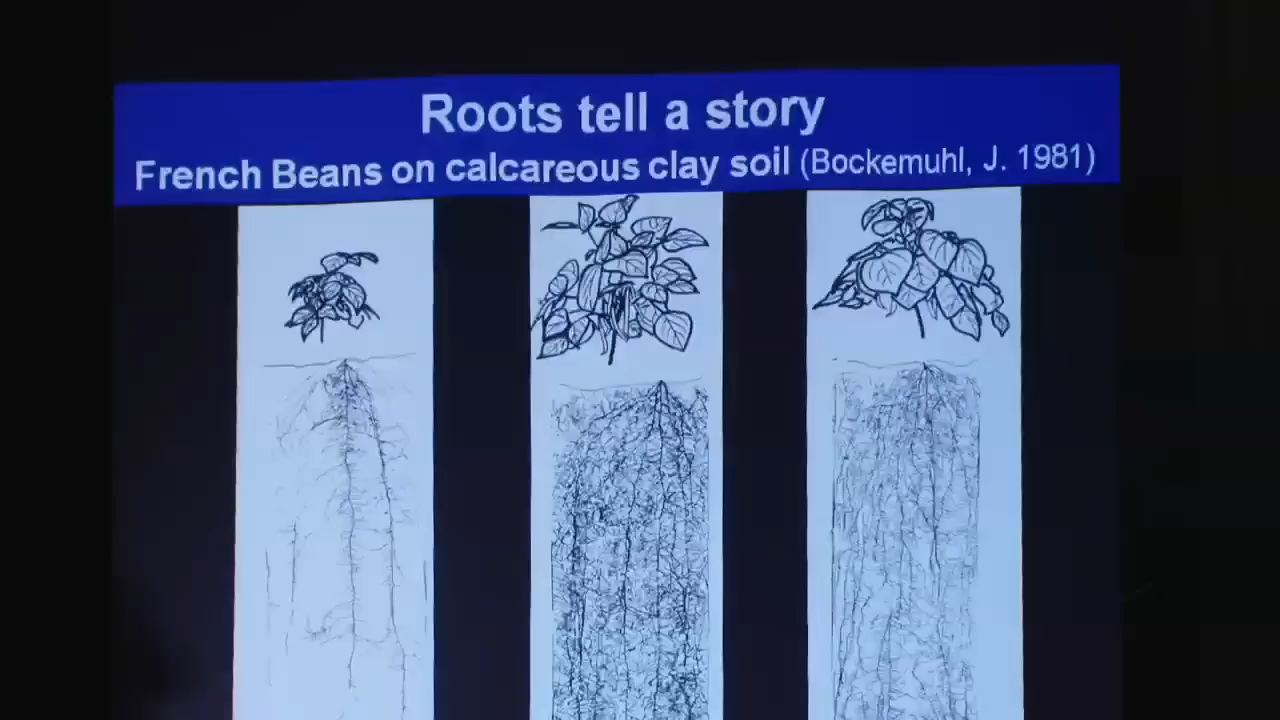 Roots tell a story
French Beans on calcareous clay soil (Bockemuhl, J. 1981)